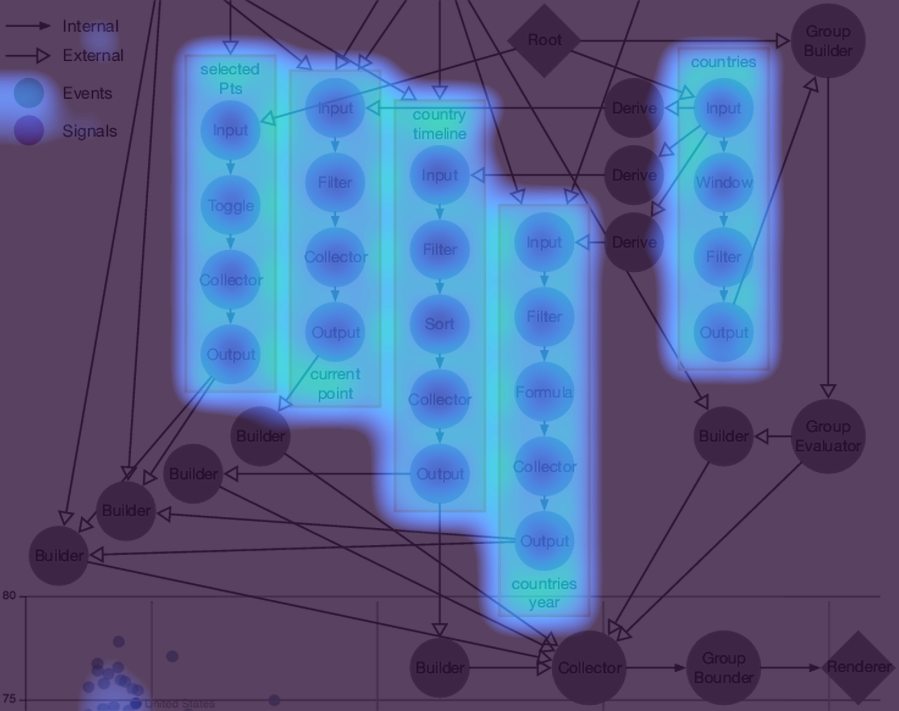 Internal
External
Events
Signals
Root
Group
Builder
selected
Pts
Input
Toggle
Collector
Output
Input
Filter
Collector
Output
current
point
country
timeline
Input
Filter
Sort
Collector
Output
Input
Filter
Formula
Collector
Output
countries
year
Derive
Derive
Derive
countries
Input
Window
Filter
Output
Builder
Builder
Builder
Builder
Builder
Group
Evaluator
80
Builder
Collector
Group
Bounder
Renderer
75
United States